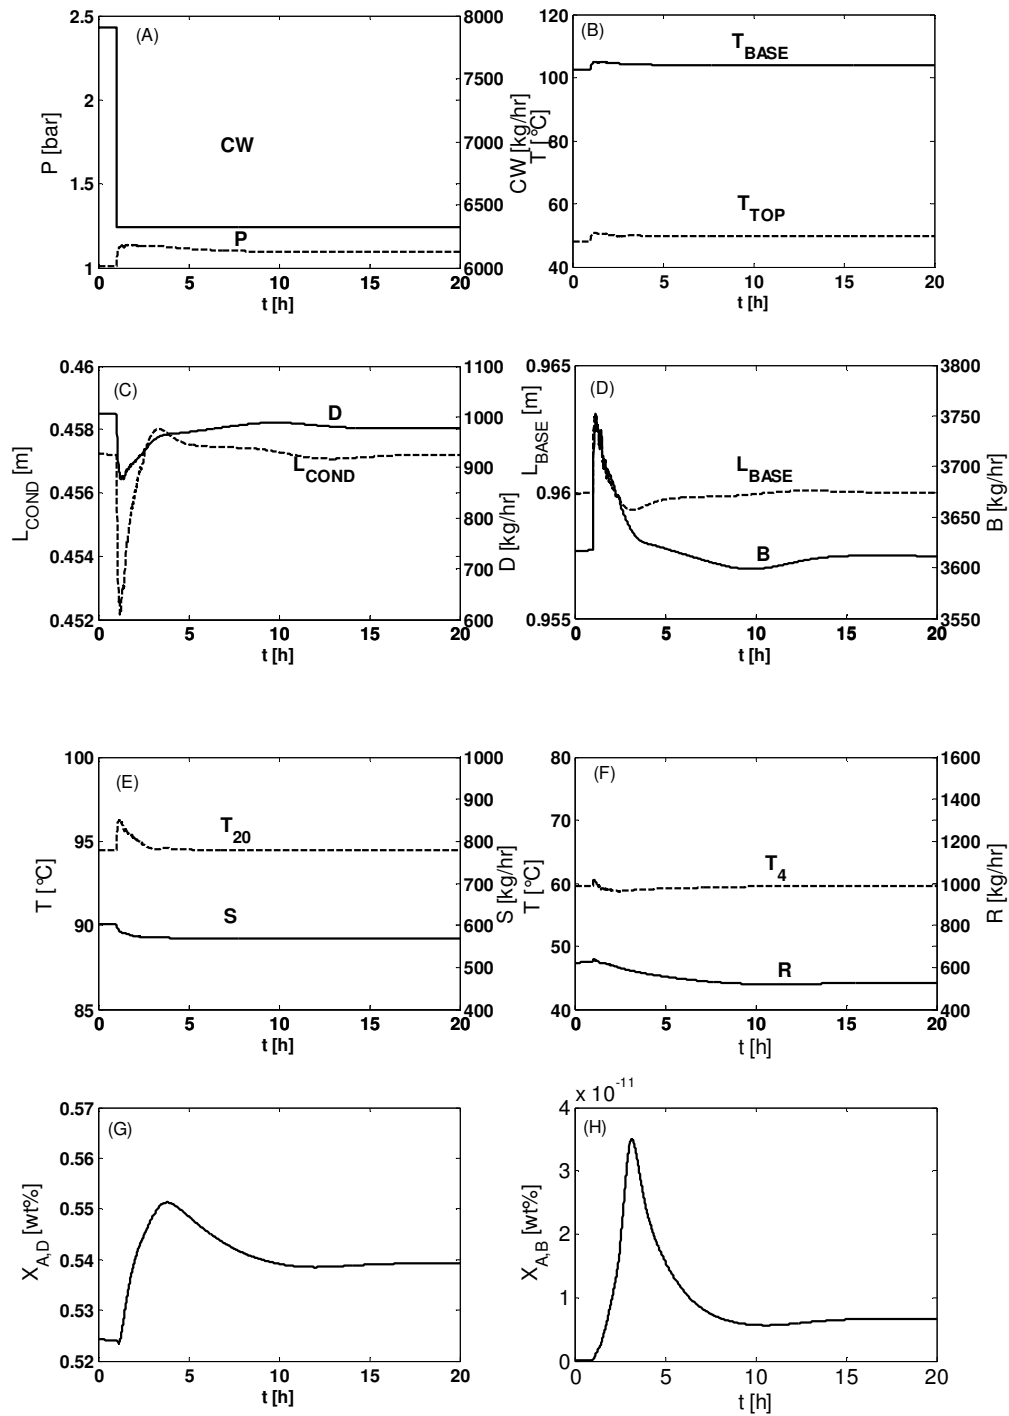 (A)
2.5
2
1.5
1
P [bar]
8000
7500
7000
6500
6000
CW [kg/hr]
CW
P
0 5 10 15 20
t [h]
(B)
120
100
80
60
40
T [°C]
T_BASE
T_TOP
0 5 10 15 20
t [h]
(C)
0.46
0.458
0.456
0.454
0.452
L_COND [m]
1100
1000
900
800
700
600
D [kg/hr]
D
L_COND
0 5 10 15 20
t [h]
(D)
0.965
0.96
0.955
L_BASE [m]
3800
3750
3700
3650
3600
3550
B [kg/hr]
L_BASE
B
0 5 10 15 20
t [h]
(E)
100
95
90
85
T [°C]
1000
900
800
700
600
500
400
S [kg/hr]
T_20
S
0 5 10 15 20
t [h]
(F)
80
70
60
50
40
T [°C]
1600
1400
1200
1000
800
600
400
R [kg/hr]
T_4
R
0 5 10 15 20
t [h]
(G)
0.57
0.56
0.55
0.54
0.53
0.52
X_A,D [wt%]
0 5 10 15 20
t [h]
x 10^-11
(H)
4
3
2
1
0
X_A,B [wt%]
0 5 10 15 20
t [h]